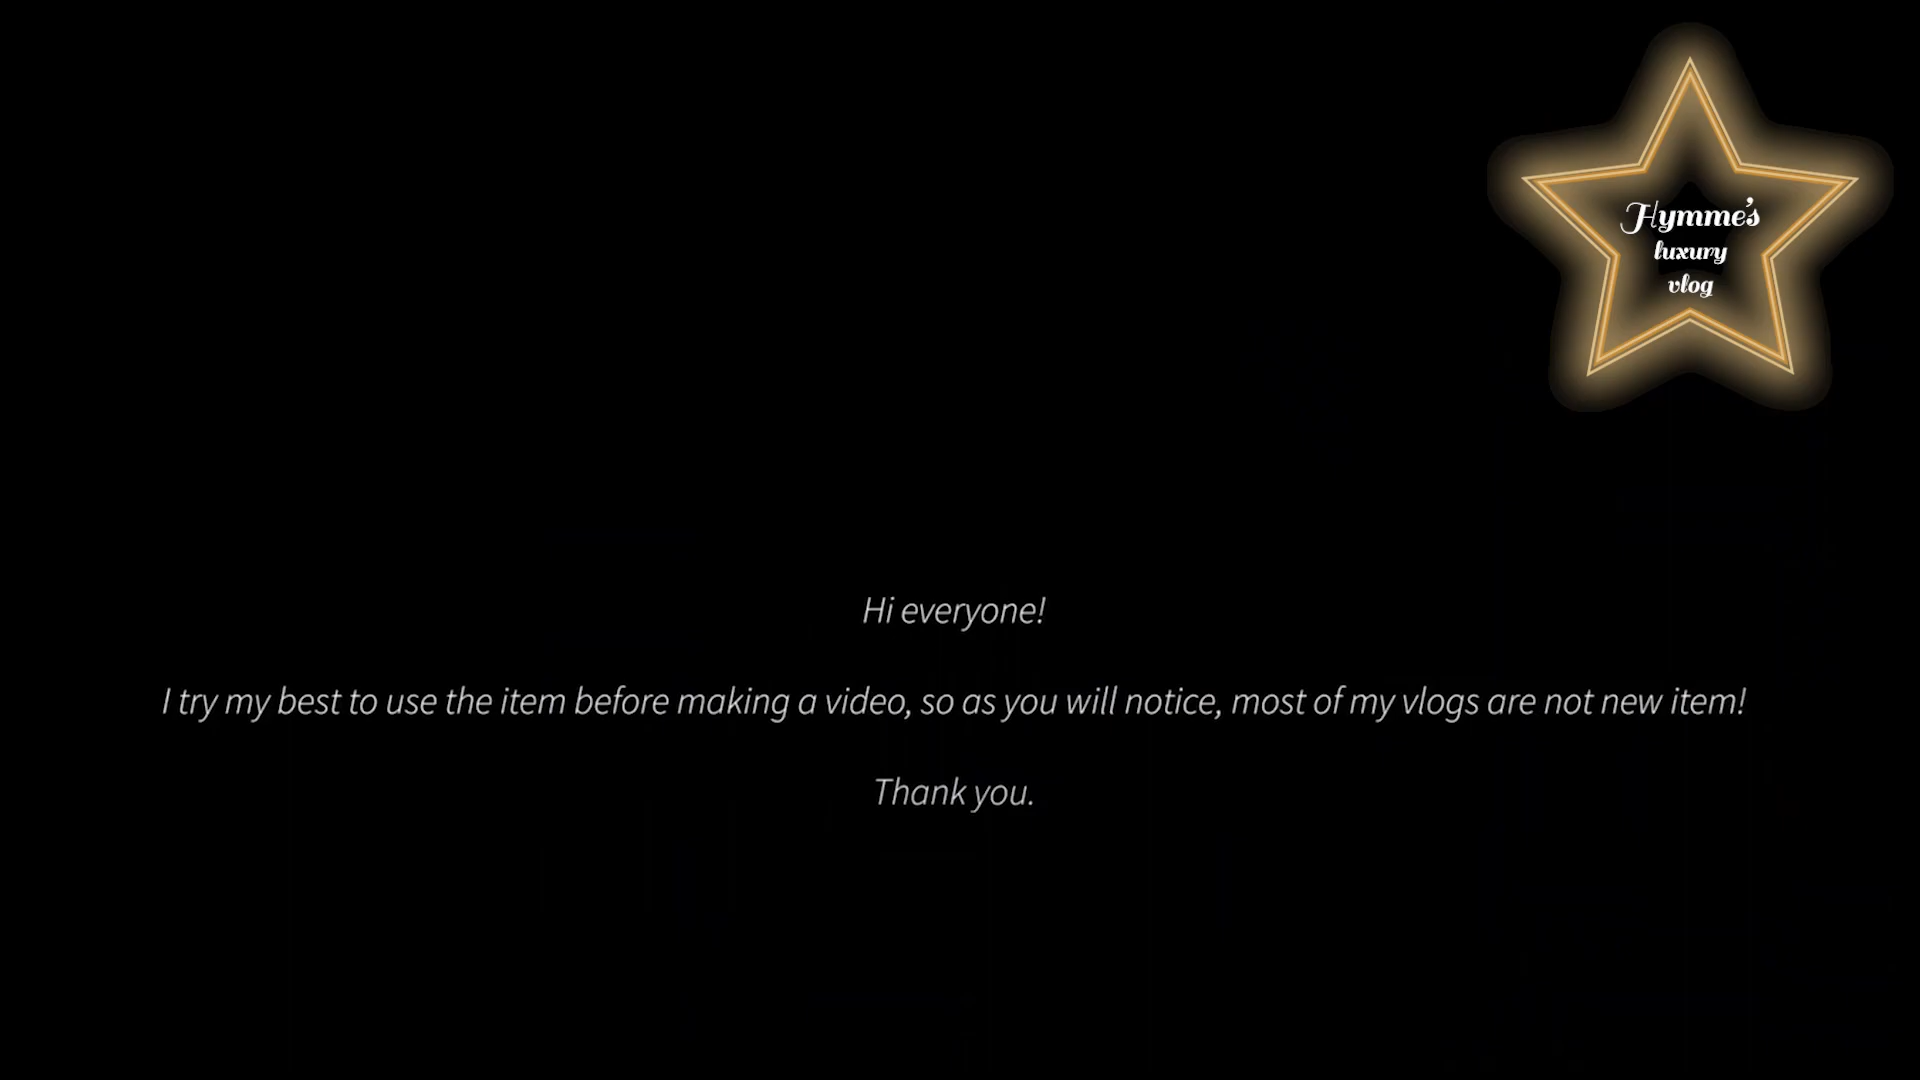 Hymme's
luxury
vlog
Hi everyone!
I try my best to use the item before making a video, so as you will notice, most of my vlogs are not new item!
Thank you.